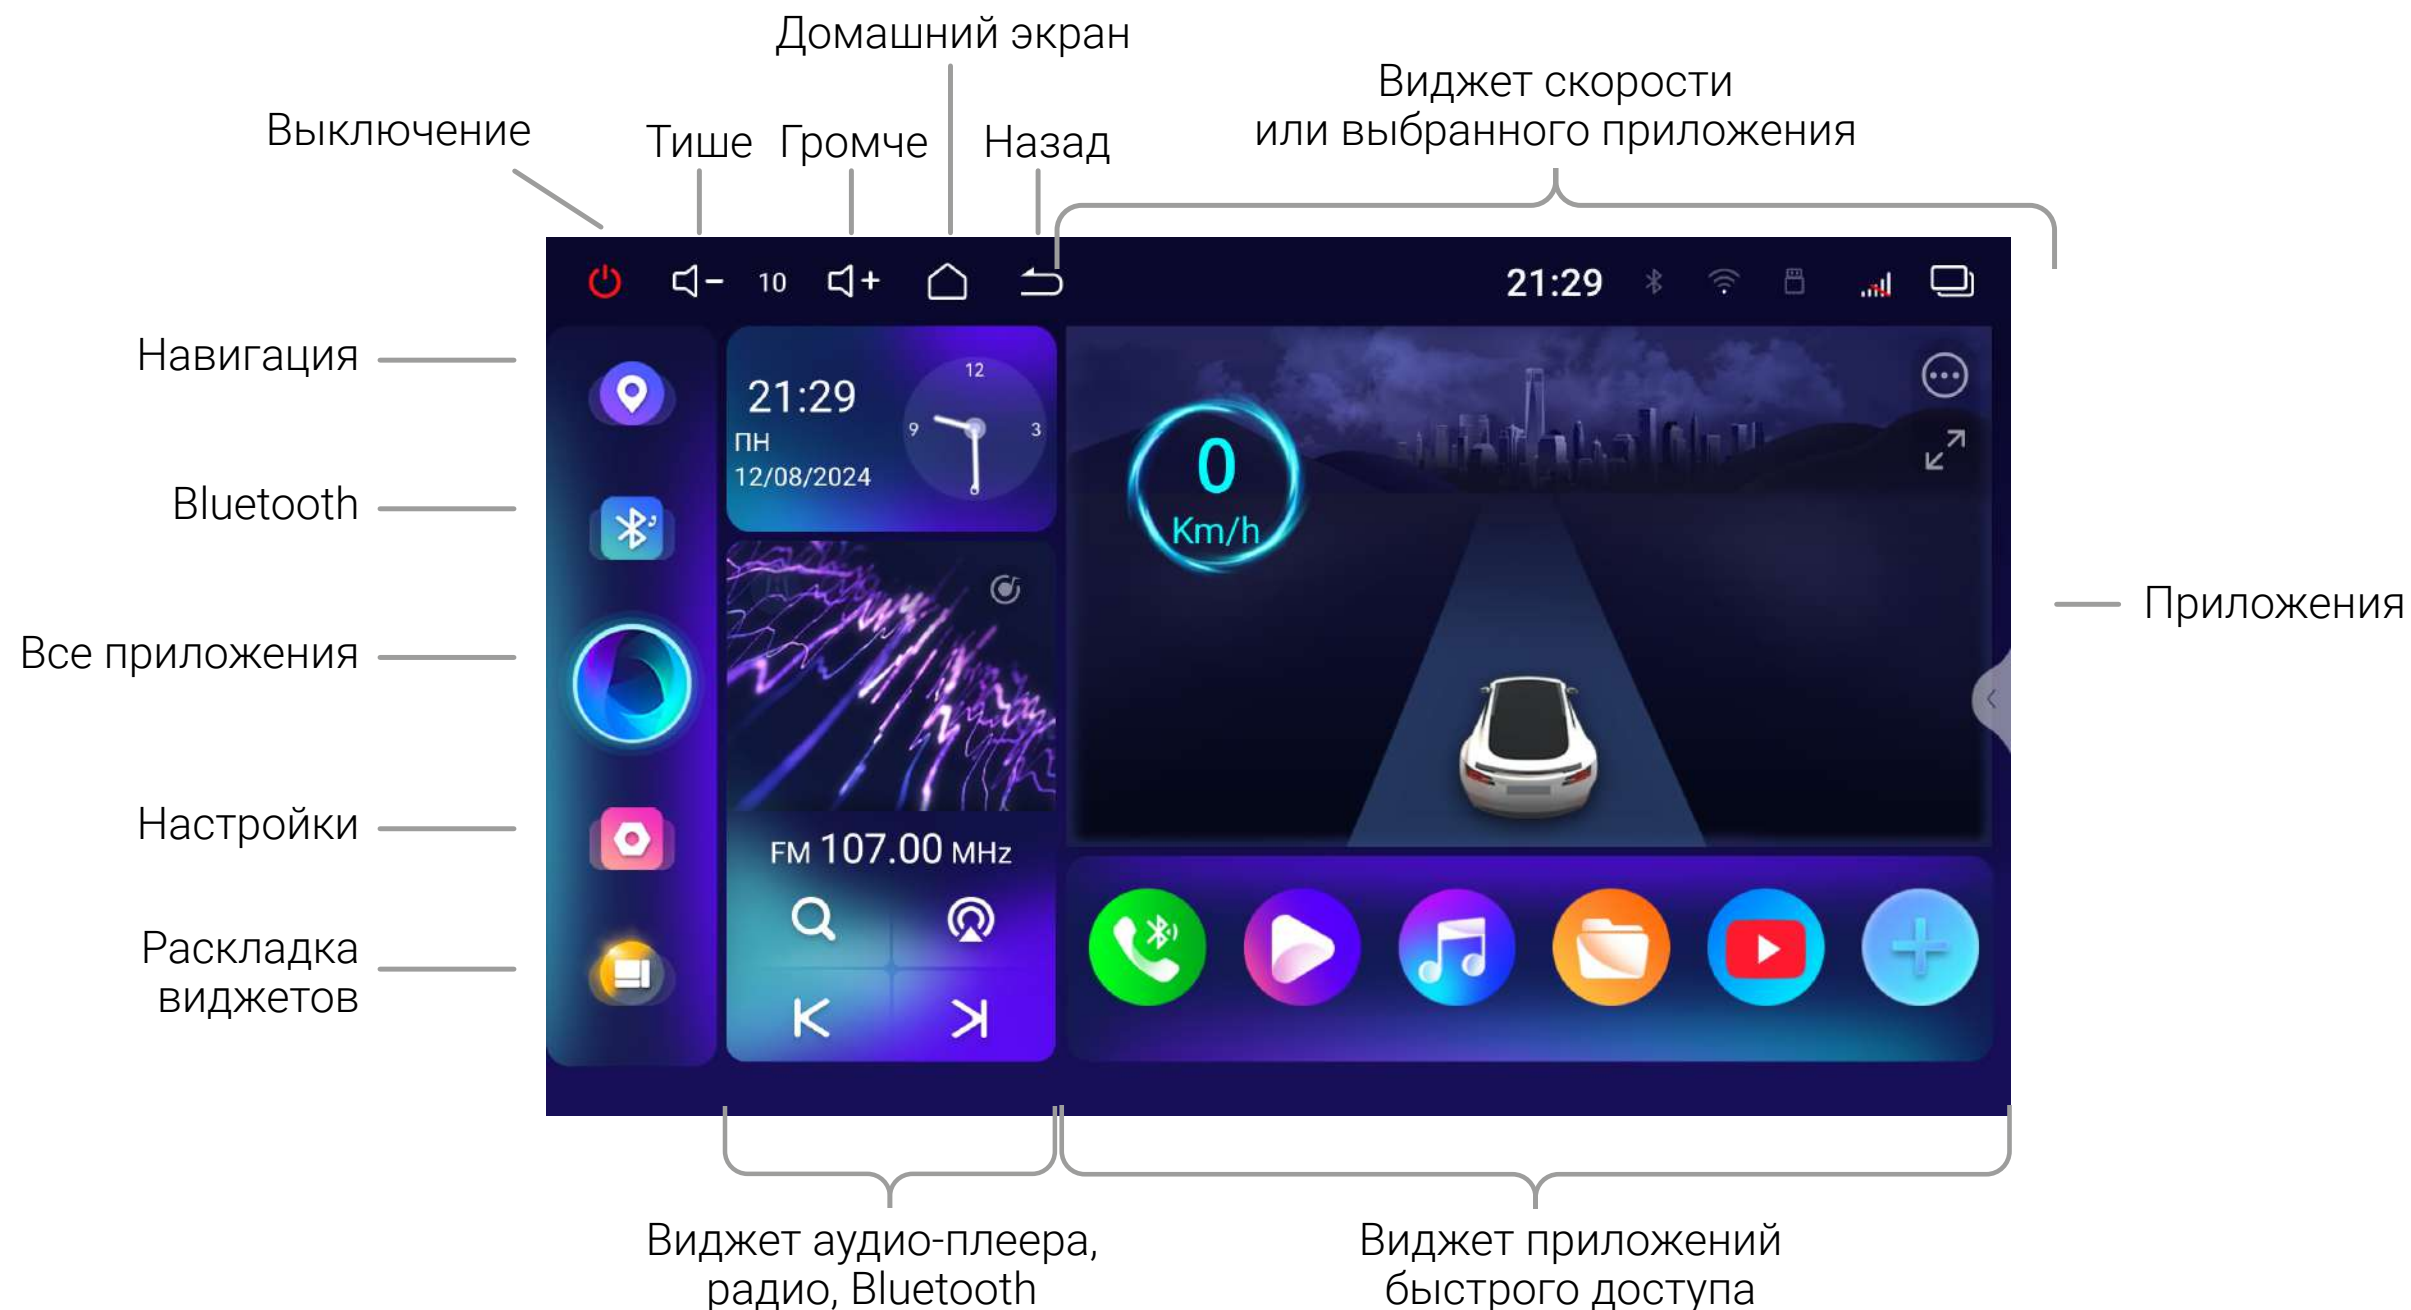 Домашний экран
Виджет скорости
или выбранного приложения
Выключение
Тише
Громче
Назад
10
21:29
Навигация
Bluetooth
Все приложения
Настройки
Раскладка
виджетов
21:29
ПН
12/08/2024
12
9
3
0
Km/h
FM 107.00 MHz
Приложения
Виджет аудио-плеера,
радио, Bluetooth
Виджет приложений
быстрого доступа